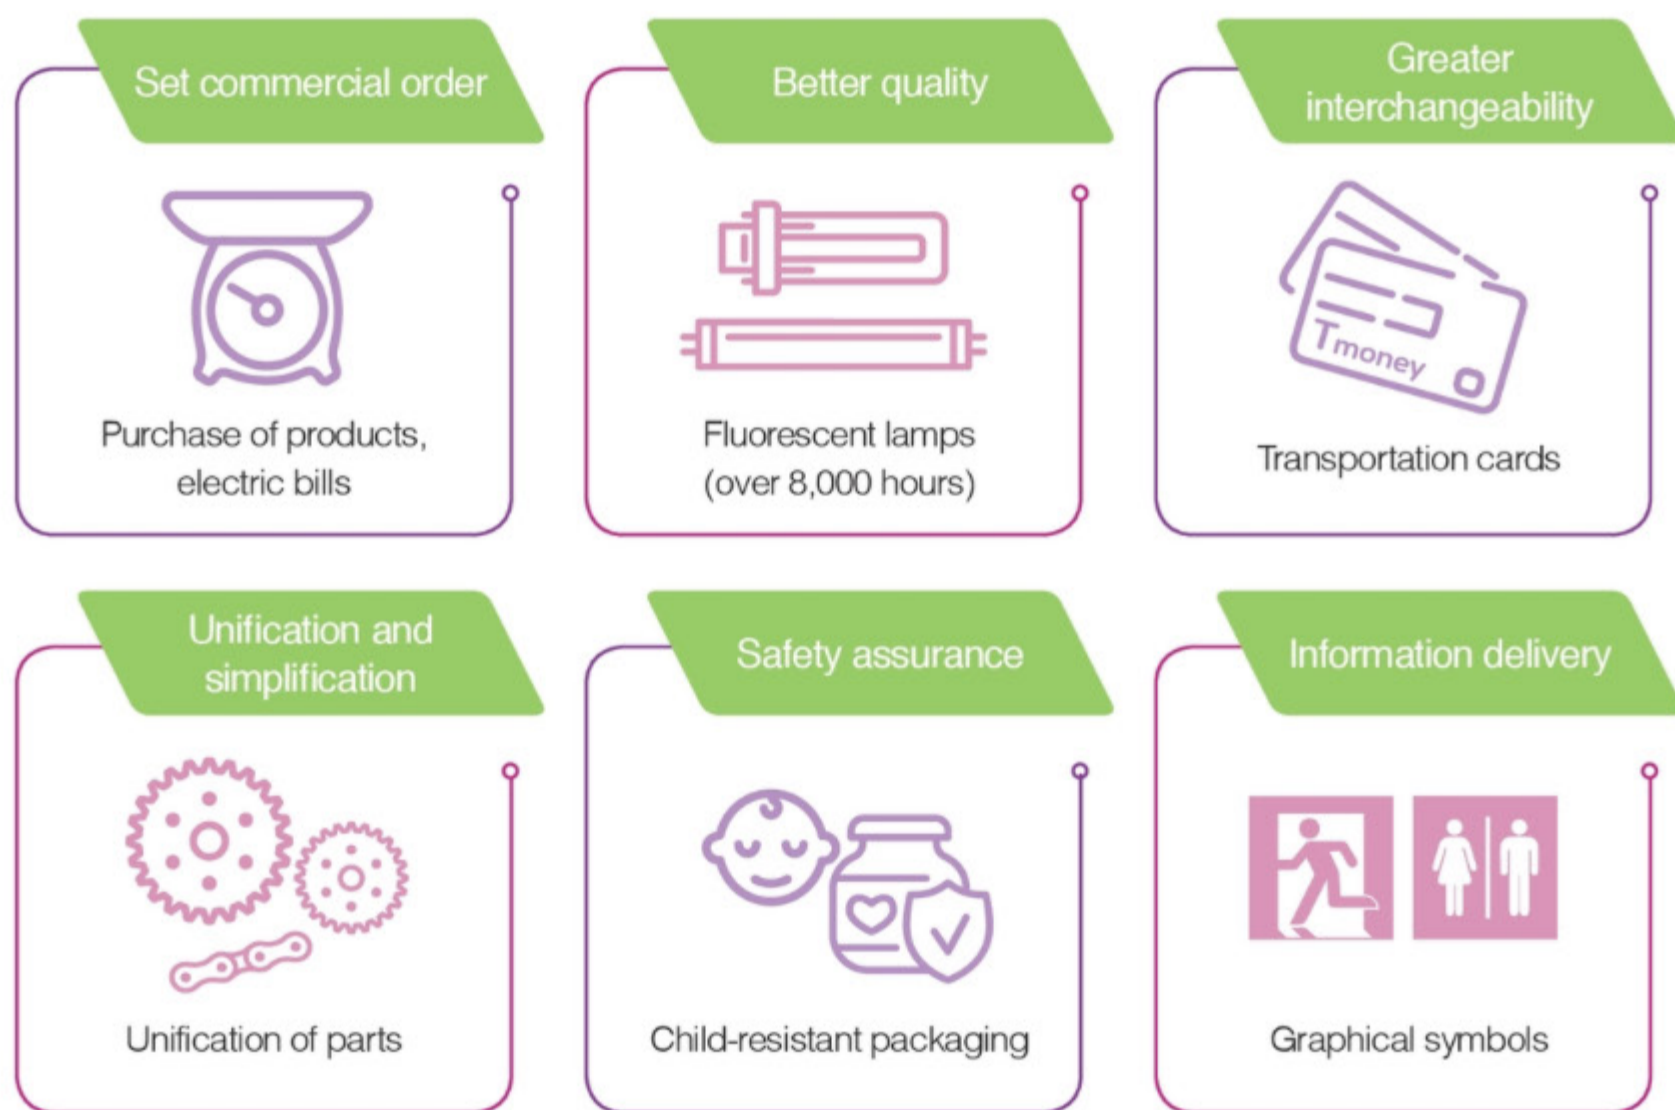 Set commercial order
Purchase of products,
electric bills
Better quality
Fluorescent lamps
(over 8,000 hours)
Greater
interchangeability
Tmoney
Transportation cards
Unification and
simplification
Unification of parts
Safety assurance
Child-resistant packaging
Information delivery
Graphical symbols